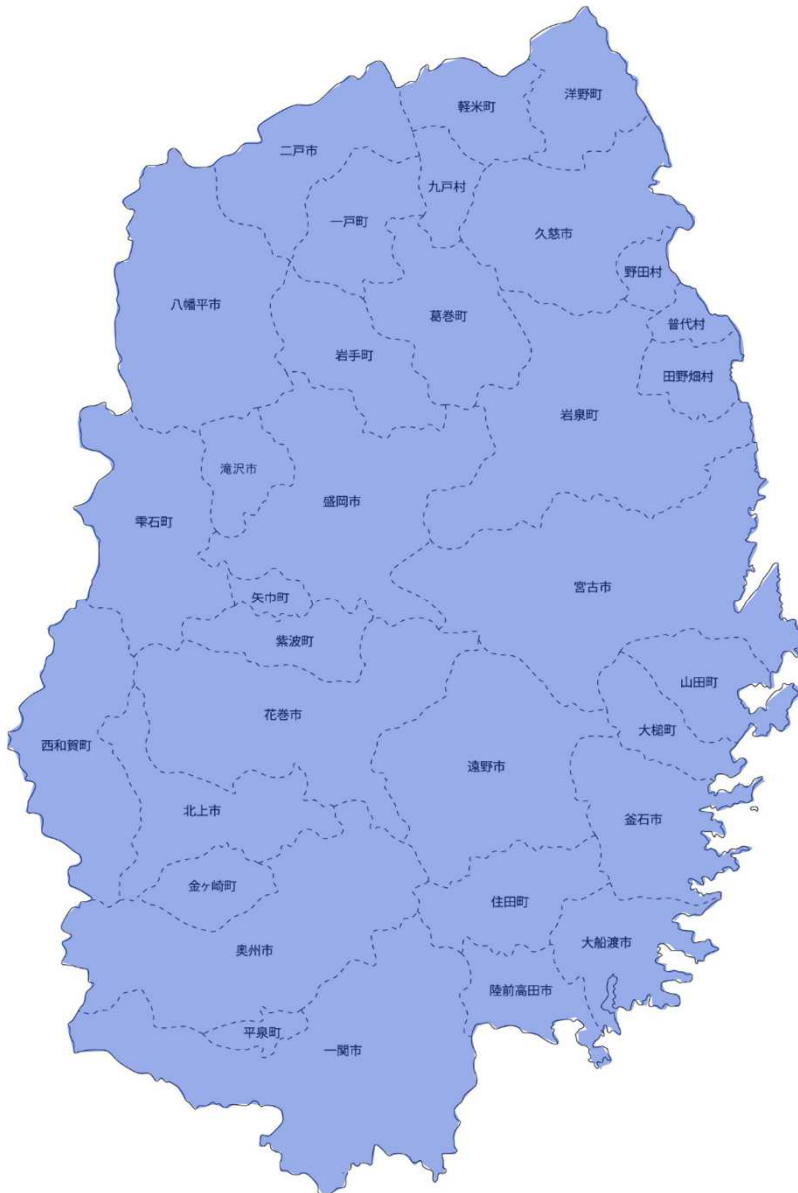 洋野町
軽米町
二戸市
九戸村
一戸町
久慈市
野田村
八幡平市
葛巻町
普代村
岩手町
田野畑村
岩泉町
滝沢市
盛岡市
雫石町
宮古市
矢巾町
紫波町
山田町
花巻市
大槌町
西和賀町
遠野市
北上市
釜石市
金ヶ崎町
住田町
奥州市
大船渡市
陸前高田市
平泉町
一関市